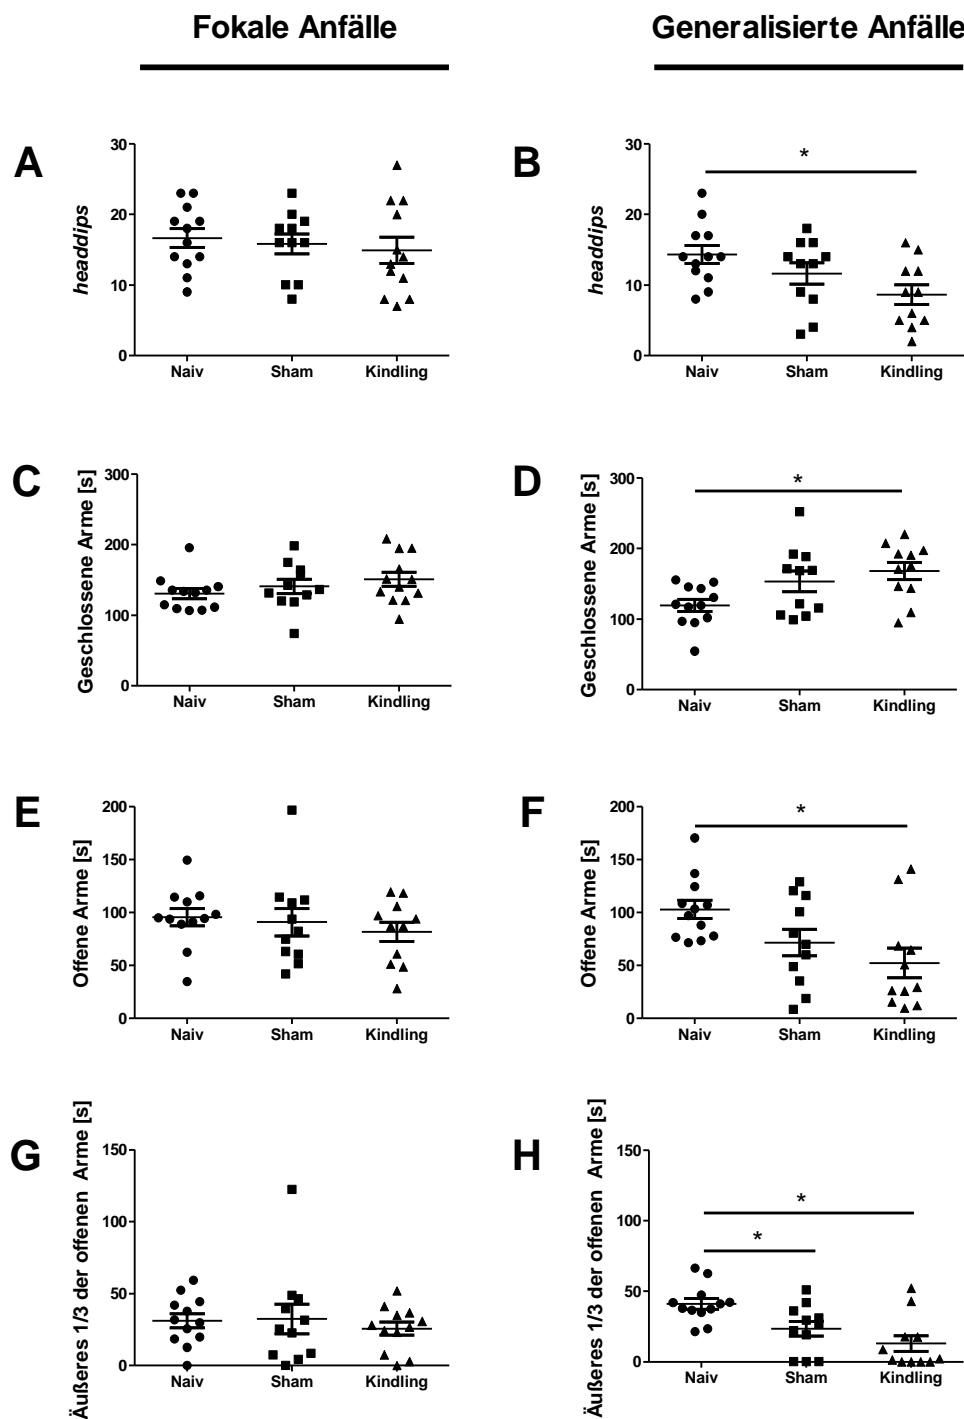 Fokale Anfälle
Generalisierte Anfälle
A
headdips
30
20
10
0
Naiv Sham Kindling
B
headdips
30
20
10
0
*
Naiv Sham Kindling
C
Geschlossene Arme [s]
300
200
100
0
Naiv Sham Kindling
D
Geschlossene Arme [s]
300
200
100
0
*
Naiv Sham Kindling
E
Offene Arme [s]
200
150
100
50
0
Naiv Sham Kindling
F
Offene Arme [s]
200
150
100
50
0
*
Naiv Sham Kindling
G
Äußeres 1/3 der offenen Arme [s]
150
100
50
0
Naiv Sham Kindling
H
Äußeres 1/3 der offenen Arme [s]
150
100
50
0
*
*
Naiv Sham Kindling